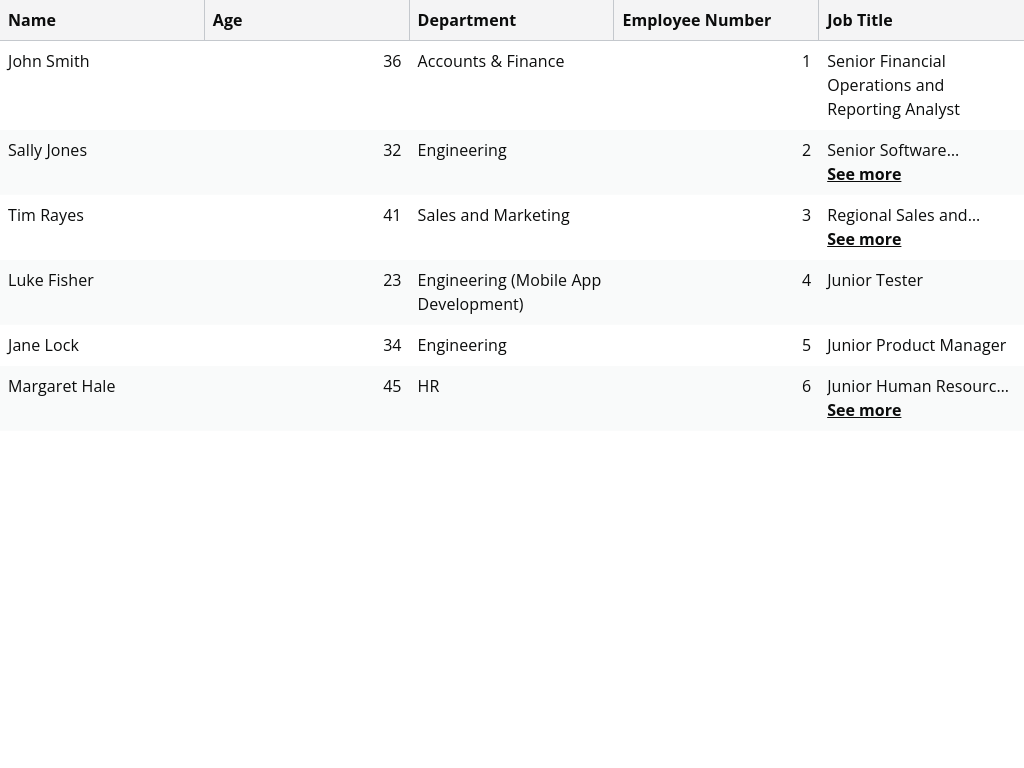 Name Age Department Employee Number Job Title
John Smith 36 Accounts & Finance 1 Senior Financial
Operations and
Reporting Analyst
Sally Jones 32 Engineering 2 Senior Software...
See more
Tim Rayes 41 Sales and Marketing 3 Regional Sales and...
See more
Luke Fisher 23 Engineering (Mobile App 4 Junior Tester
Development)
Jane Lock 34 Engineering 5 Junior Product Manager
Margaret Hale 45 HR 6 Junior Human Resourc...
See more